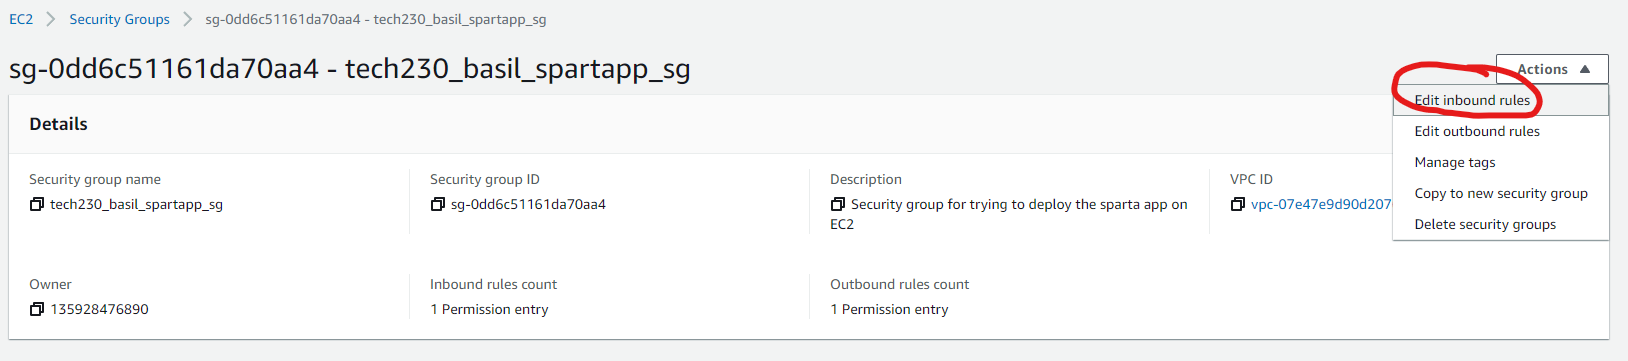 EC2 > Security Groups > sg-0dd6c51161da70aa4 - tech230_basil_spartapp_sg
sg-0dd6c51161da70aa4 - tech230_basil_spartapp_sg
Actions
Edit inbound rules
Edit outbound rules
Manage tags
Copy to new security group
Delete security groups
Details
Security group name
tech230_basil_spartapp_sg
Security group ID
sg-0dd6c51161da70aa4
Description
Security group for trying to deploy the sparta app on
EC2
VPC ID
vpc-07e47e9d90d207
Owner
135928476890
Inbound rules count
1 Permission entry
Outbound rules count
1 Permission entry